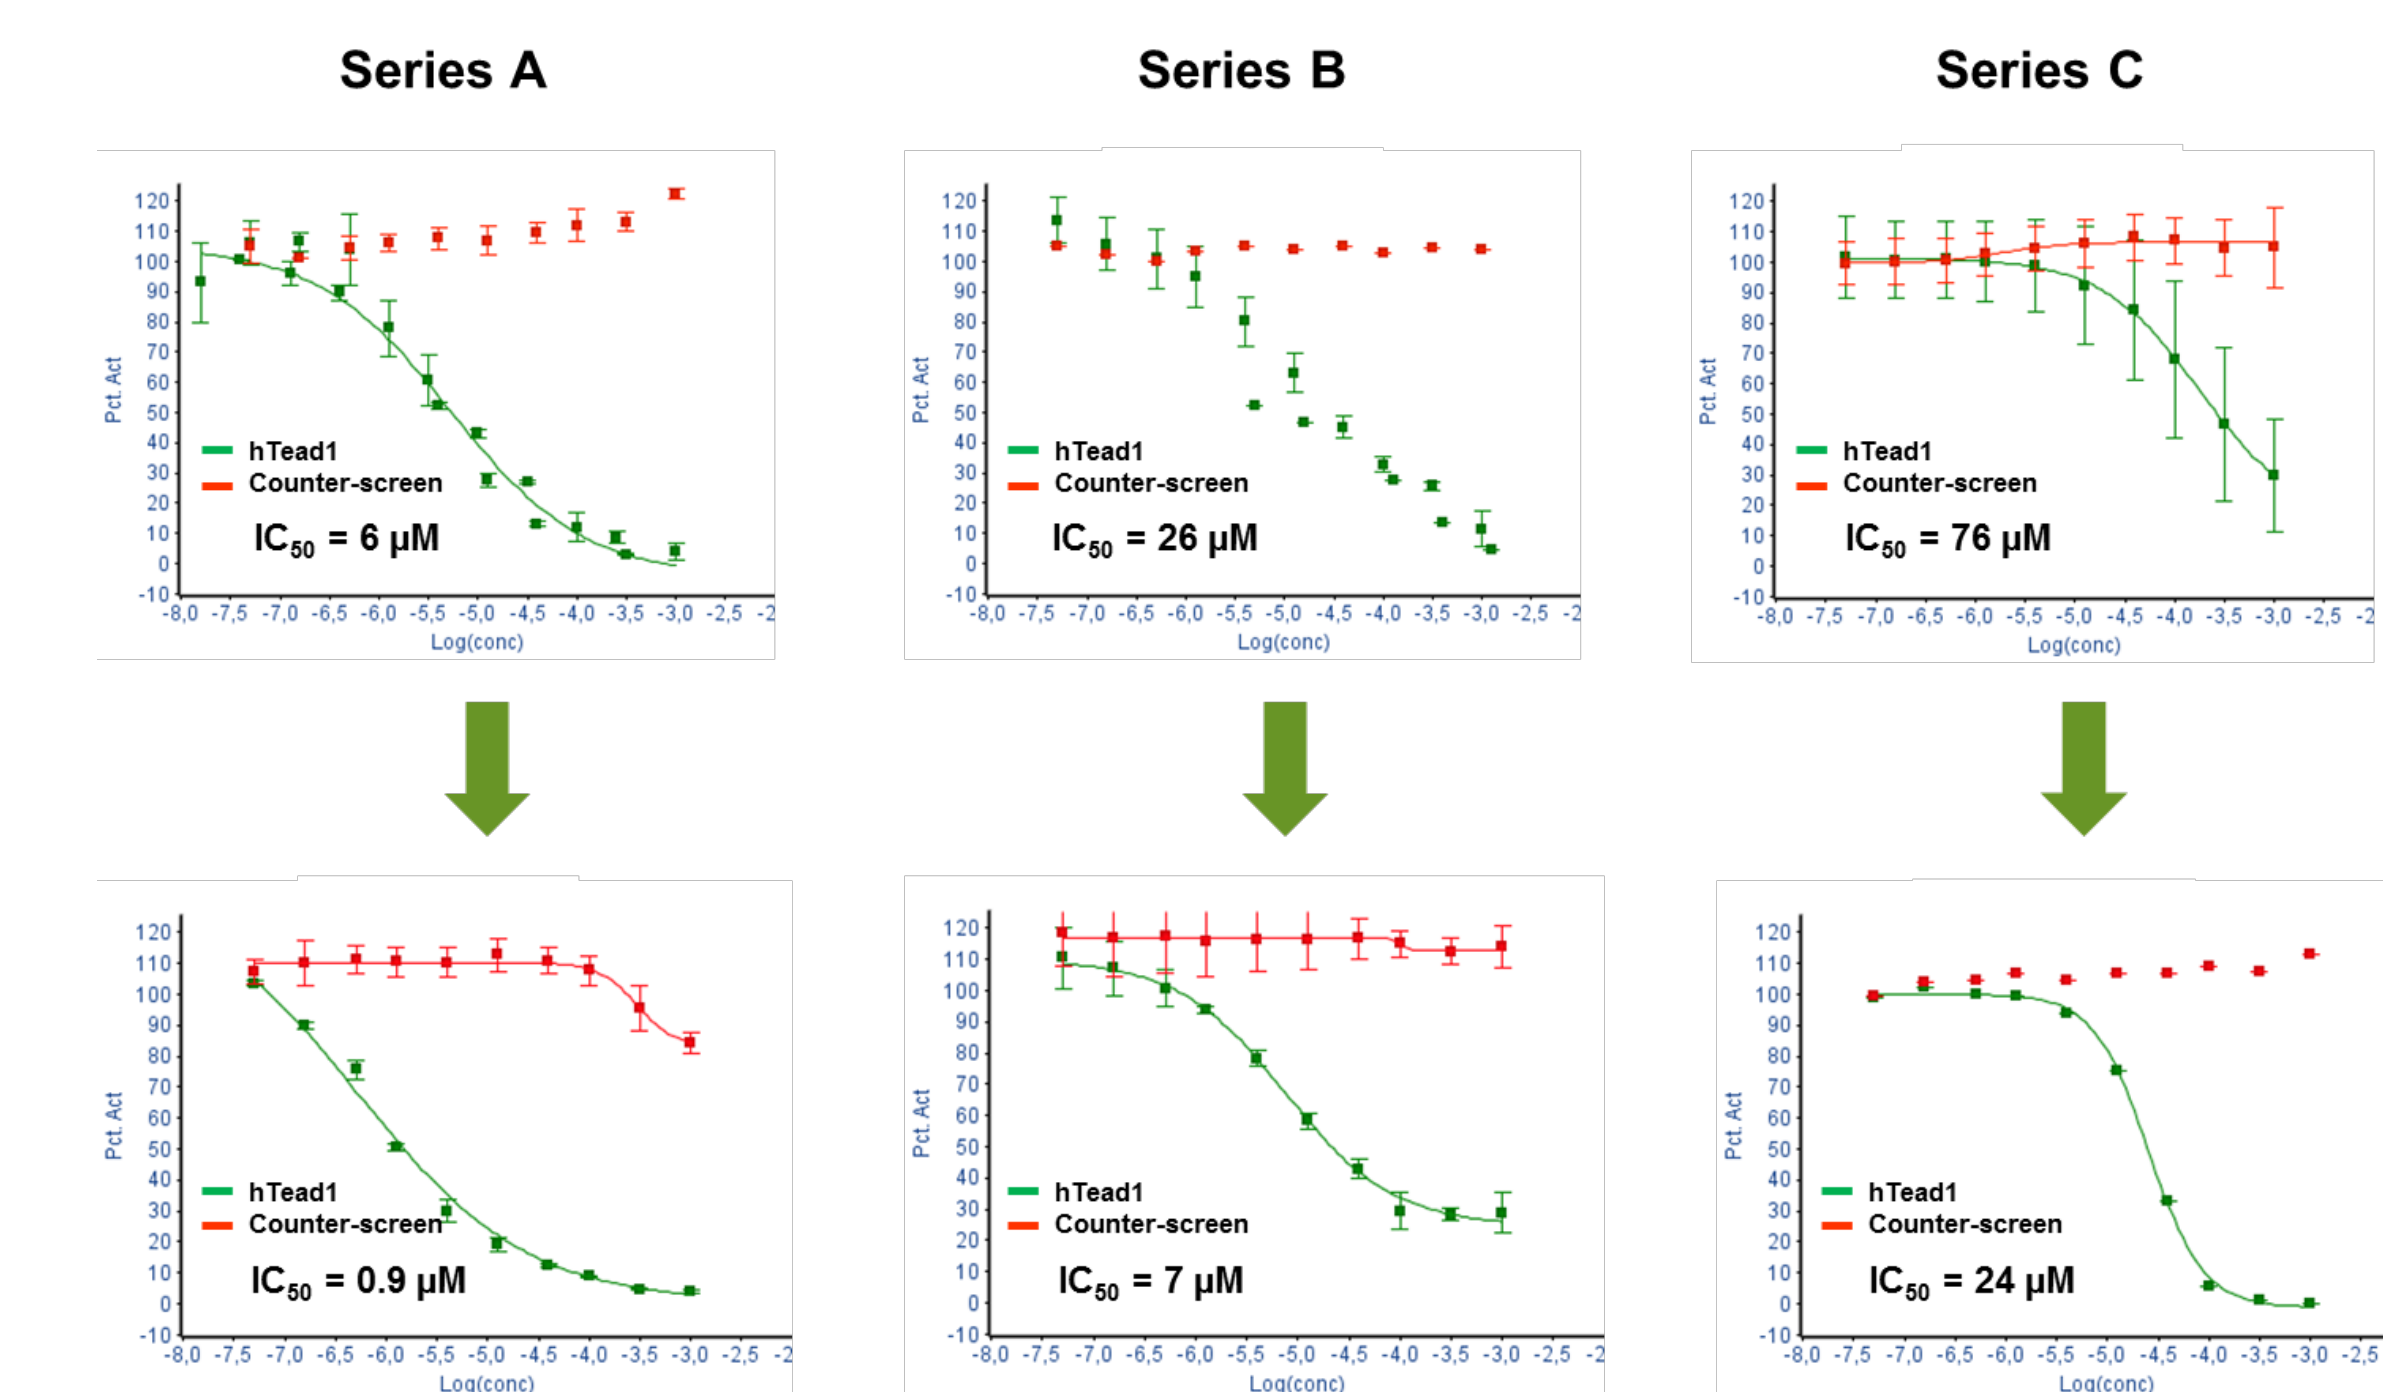 Series A
Series B
Series C
120
110
100
90
80
70
60
50
40
30
20
10
0
-10
Pct. Act
hTead1
Counter-screen
IC50 = 6 µM
-8,0 -7,5 -7,0 -6,5 -6,0 -5,5 -5,0 -4,5 -4,0 -3,5 -3,0 -2,5 -2
Log(conc)
120
110
100
90
80
70
60
50
40
30
20
10
0
-10
Pct. Act
hTead1
Counter-screen
IC50 = 26 µM
-8,0 -7,5 -7,0 -6,5 -6,0 -5,5 -5,0 -4,5 -4,0 -3,5 -3,0 -2,5 -2
Log(conc)
120
110
100
90
80
70
60
50
40
30
20
10
0
-10
Pct. Act
hTead1
Counter-screen
IC50 = 76 µM
-8,0 -7,5 -7,0 -6,5 -6,0 -5,5 -5,0 -4,5 -4,0 -3,5 -3,0 -2,5 -2
Log(conc)
120
110
100
90
80
70
60
50
40
30
20
10
0
-10
Pct. Act
hTead1
Counter-screen
IC50 = 0.9 µM
-8,0 -7,5 -7,0 -6,5 -6,0 -5,5 -5,0 -4,5 -4,0 -3,5 -3,0 -2,5 -2
Log(conc)
120
110
100
90
80
70
60
50
40
30
20
10
0
-10
Pct. Act
hTead1
Counter-screen
IC50 = 7 µM
-8,0 -7,5 -7,0 -6,5 -6,0 -5,5 -5,0 -4,5 -4,0 -3,5 -3,0 -2,5 -2
Log(conc)
120
110
100
90
80
70
60
50
40
30
20
10
0
-10
Pct. Act
hTead1
Counter-screen
IC50 = 24 µM
-8,0 -7,5 -7,0 -6,5 -6,0 -5,5 -5,0 -4,5 -4,0 -3,5 -3,0 -2,5
Log(conc)